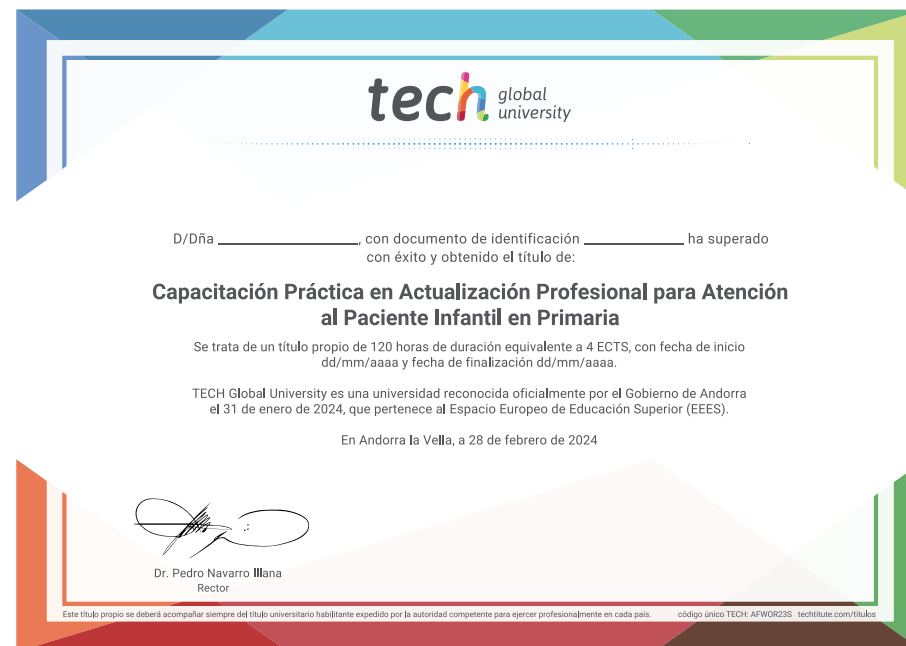 tech global university
D/Dña ____________________, con documento de identificación ______________ ha superado
con éxito y obtenido el título de:
Capacitación Práctica en Actualización Profesional para Atención
al Paciente Infantil en Primaria
Se trata de un título propio de 120 horas de duración equivalente a 4 ECTS, con fecha de inicio
dd/mm/aaaa y fecha de finalización dd/mm/aaaa.
TECH Global University es una universidad reconocida oficialmente por el Gobierno de Andorra
el 31 de enero de 2024, que pertenece al Espacio Europeo de Educación Superior (EEES).
En Andorra la Vella, a 28 de febrero de 2024
Dr. Pedro Navarro Illana
Rector
Este título propio se deberá acompañar siempre del título universitario habilitante expedido por la autoridad competente para ejercer profesionalmente en cada país. código único TECH: AFWOR23S techtitute.com/titulos